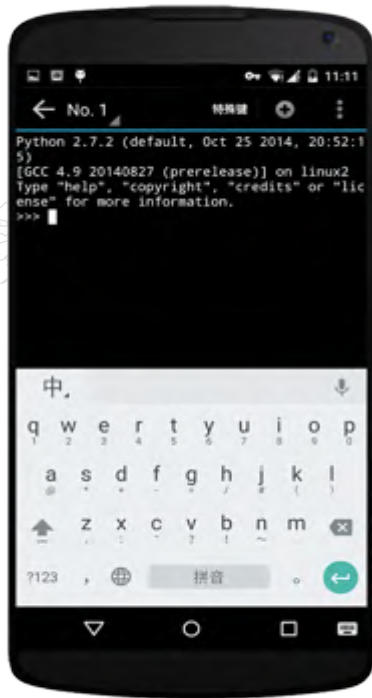 11:11
No. 1 特殊键
Python 2.7.2 (default, Oct 25 2014, 20:52:1
5)
[GCC 4.9 20140827 (prerelease)] on linux2
Type "help", "copyright", "credits" or "lic
ense" for more information.
>>>
中
q w e r t y u i o p
1 2 3 4 5 6 7 8 9 0
a s d f g h j k l
z x c v b n m
?123 , 拼音 。